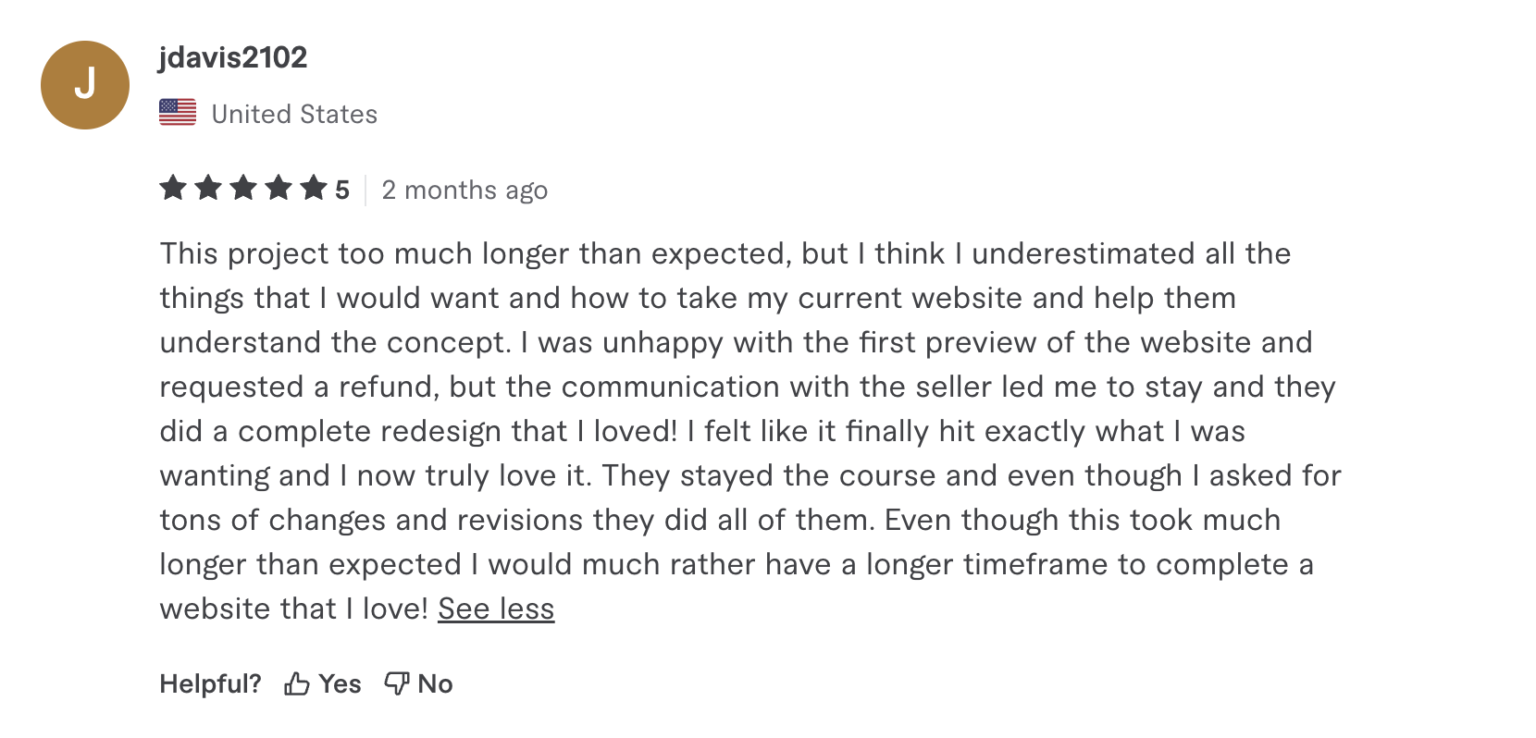 J
jdavis2102
United States
5 2 months ago
This project too much longer than expected, but I think I underestimated all the
things that I would want and how to take my current website and help them
understand the concept. I was unhappy with the first preview of the website and
requested a refund, but the communication with the seller led me to stay and they
did a complete redesign that I loved! I felt like it finally hit exactly what I was
wanting and I now truly love it. They stayed the course and even though I asked for
tons of changes and revisions they did all of them. Even though this took much
longer than expected I would much rather have a longer timeframe to complete a
website that I love! See less
Helpful? Yes No